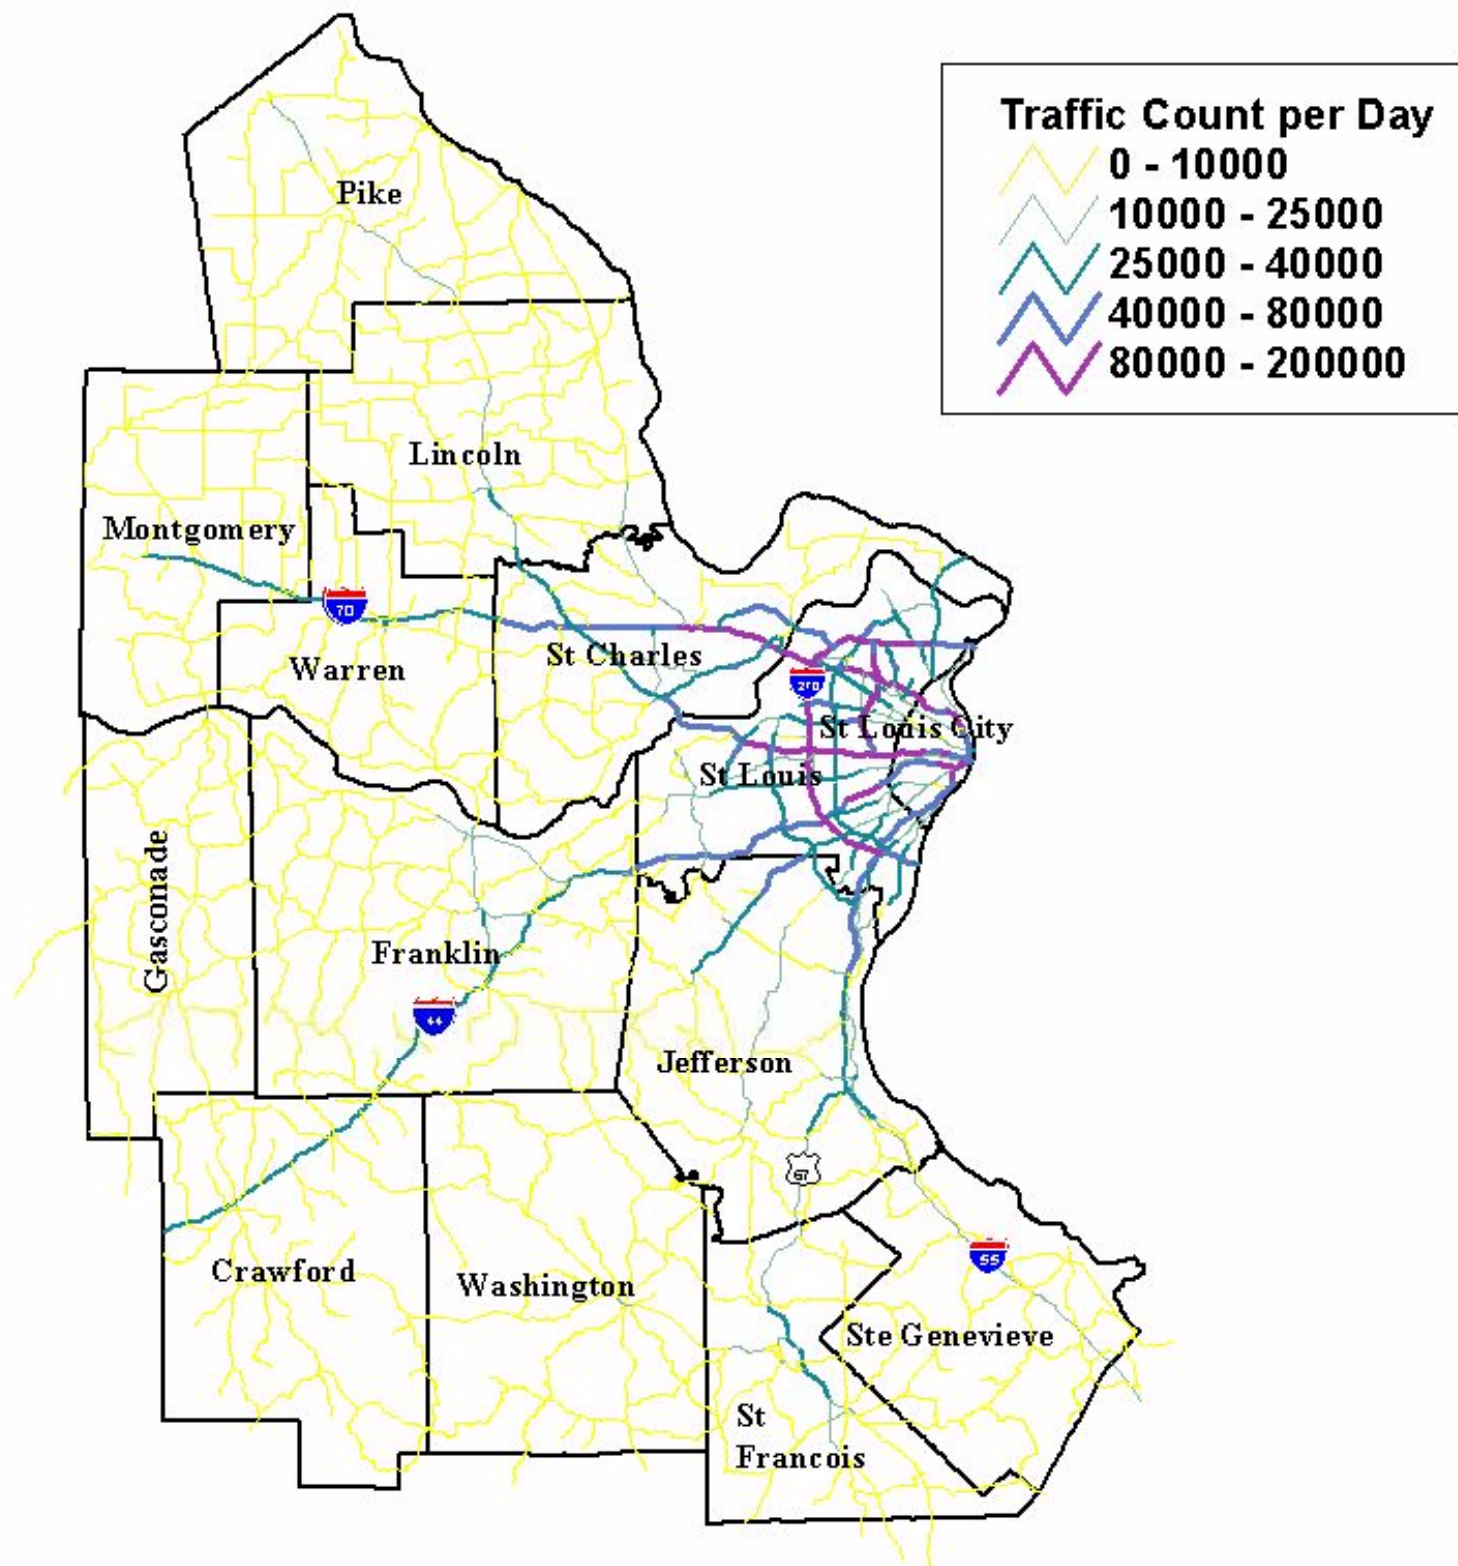 Traffic Count per Day
0 - 10000
10000 - 25000
25000 - 40000
40000 - 80000
80000 - 200000
Pike
Lincoln
Montgomery
70
Warren
St Charles
270
St Louis City
St Louis
Gasconade
Franklin
44
Jefferson
67
Crawford
Washington
55
Ste Genevieve
St
Francois